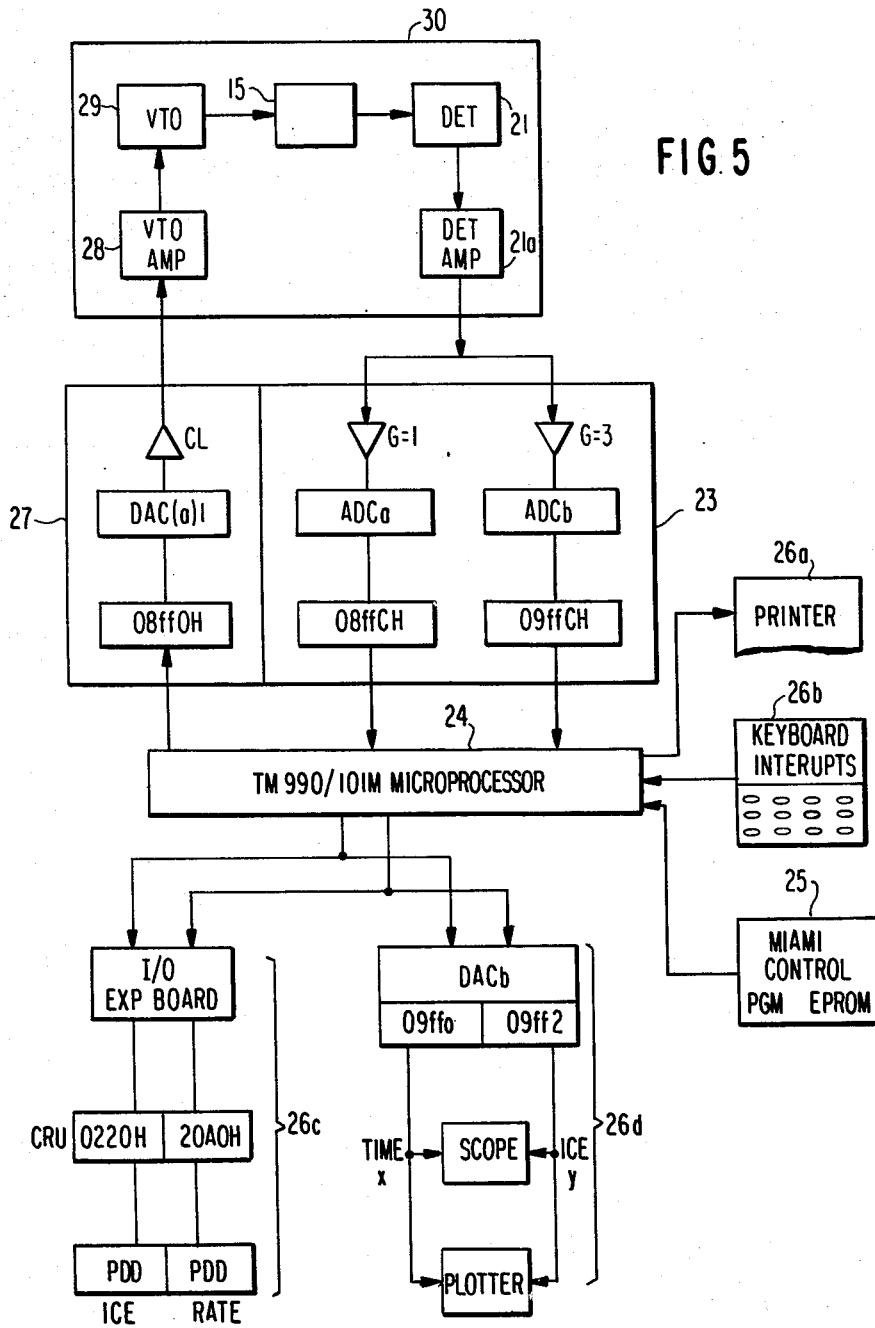 30
15
29
VTO
DET
21
FIG. 5
28
VTO
AMP
DET
AMP
21a
CL
G=1
G=3
27
DAC(a)1
ADCa
ADCb
23
08ff0H
08ffCH
09ffCH
26a
PRINTER
24
26b
TM 990/101M MICROPROCESSOR
KEYBOARD
INTERUPTS
25
MIAMI
CONTROL
PGM EPROM
I/O
EXP BOARD
DACb
09ffo
09ff2
CRU
0220H
20A0H
26c
TIME
x
SCOPE
ICE
y
26d
PDD
PDD
PLOTTER
ICE
RATE